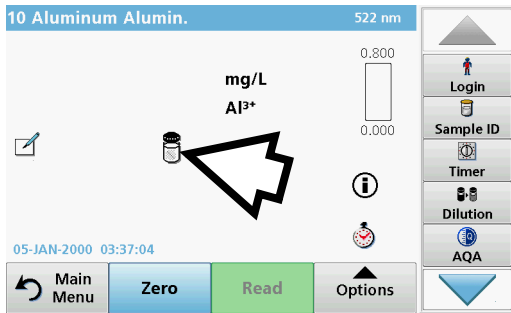 10 Aluminum Alumin.
522 nm
0.800
mg/L
Al³⁺
0.000
05-JAN-2000 03:37:04
Main
Menu
Zero
Read
Options
Login
Sample ID
Timer
Dilution
AQA